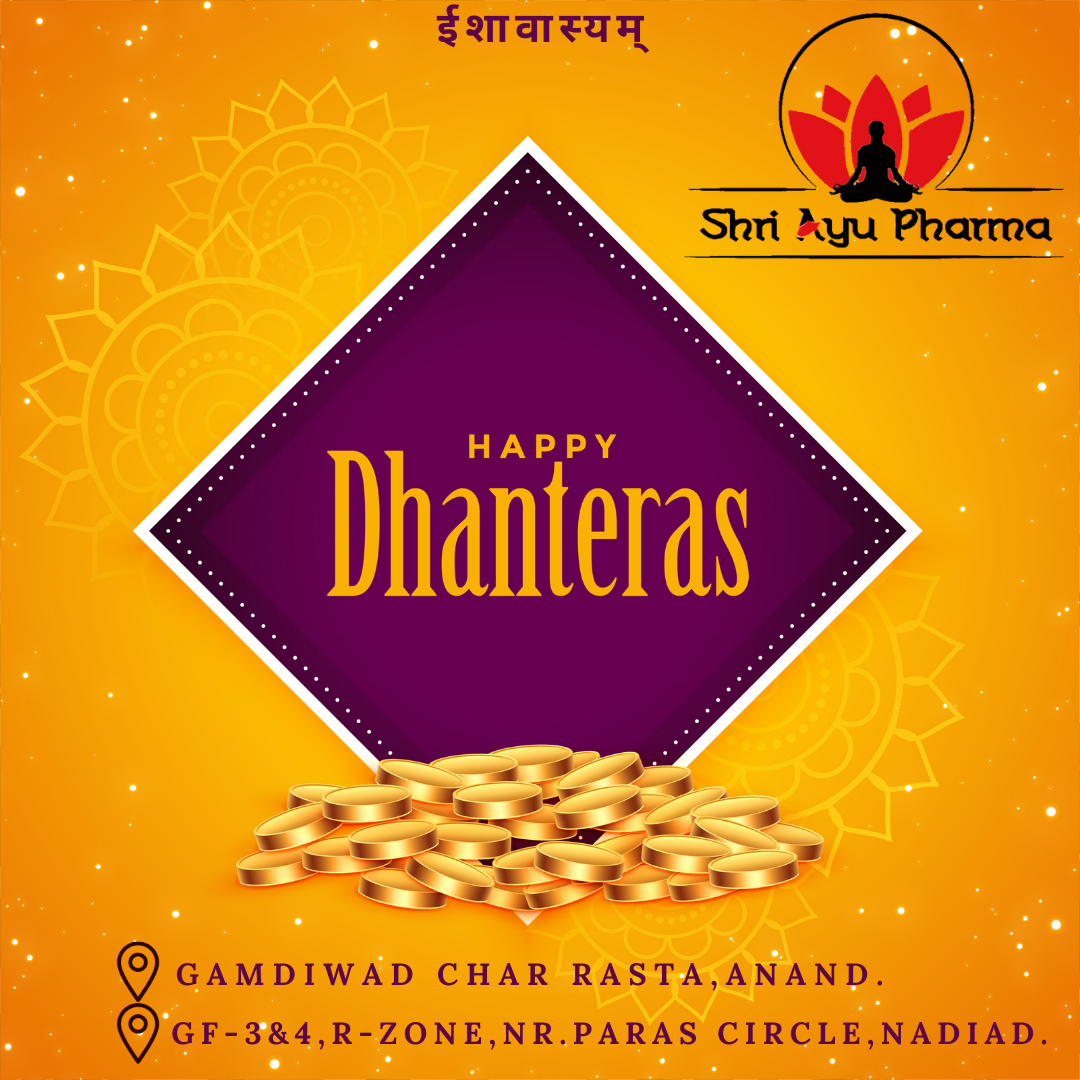 ईशावास्यम्
Shri Ayu Pharma
HAPPY
Dhanteras
GAMDIWAD CHAR RASTA,ANAND.
GF-3&4,R-ZONE,NR.PARAS CIRCLE,NADIAD.